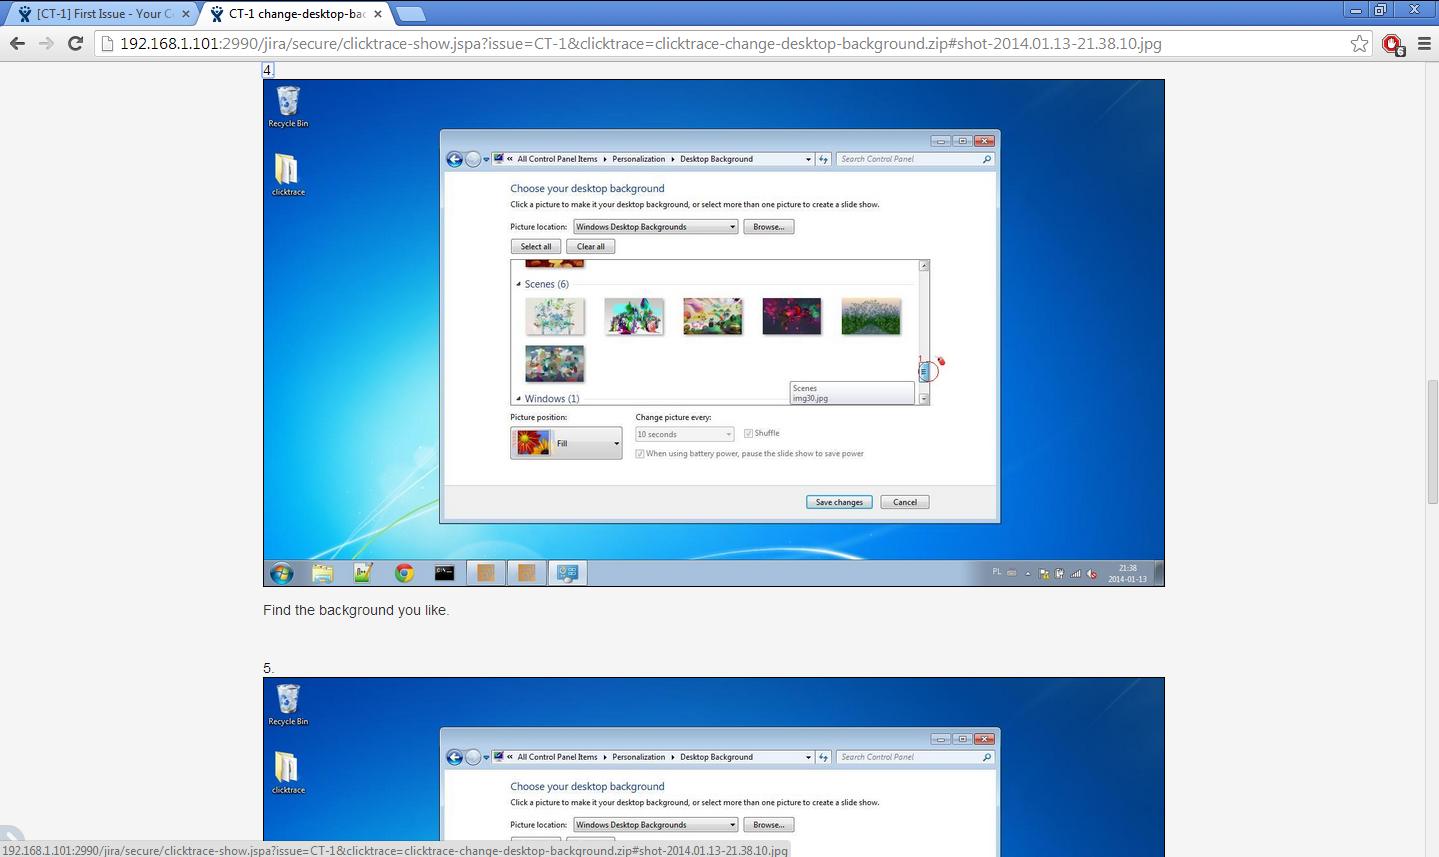 [CT-1] First Issue - Your C
CT-1 change-desktop-bac
192.168.1.101:2990/jira/secure/clicktrace-show.jspa?issue=CT-1&clicktrace=clicktrace-change-desktop-background.zip#shot-2014.01.13-21.38.10.jpg
6
4.
Recycle Bin
clicktrace
« All Control Panel Items Personalization Desktop Background
Search Control Panel
Choose your desktop background
Click a picture to make it your desktop background, or select more than one picture to create a slide show.
Picture location: Windows Desktop Backgrounds Browse...
Select all Clear all
Scenes (6)
1
Scenes
img30.jpg
Windows (1)
Picture position: Change picture every:
Fill 10 seconds Shuffle
When using battery power, pause the slide show to save power
Save changes Cancel
PL 21:38
2014-01-13
Find the background you like.
5.
Recycle Bin
clicktrace
« All Control Panel Items Personalization Desktop Background
Search Control Panel
Choose your desktop background
Click a picture to make it your desktop background, or select more than one picture to create a slide show.
Picture location: Windows Desktop Backgrounds Browse...
192.168.1.101:2990/jira/secure/clicktrace-show.jspa?issue=CT-1&clicktrace=clicktrace-change-desktop-background.zip#shot-2014.01.13-21.38.10.jpg